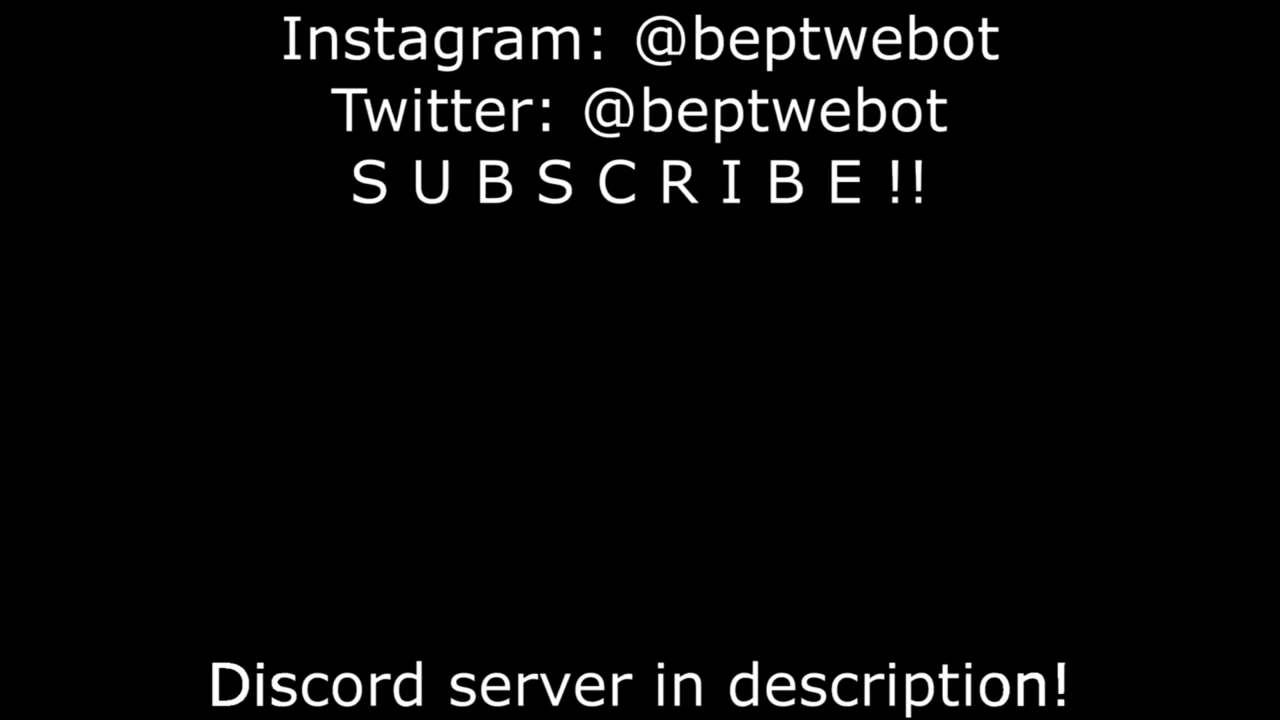 Instagram: @beptwebot
Twitter: @beptwebot
S U B S C R I B E !!
Discord server in description!